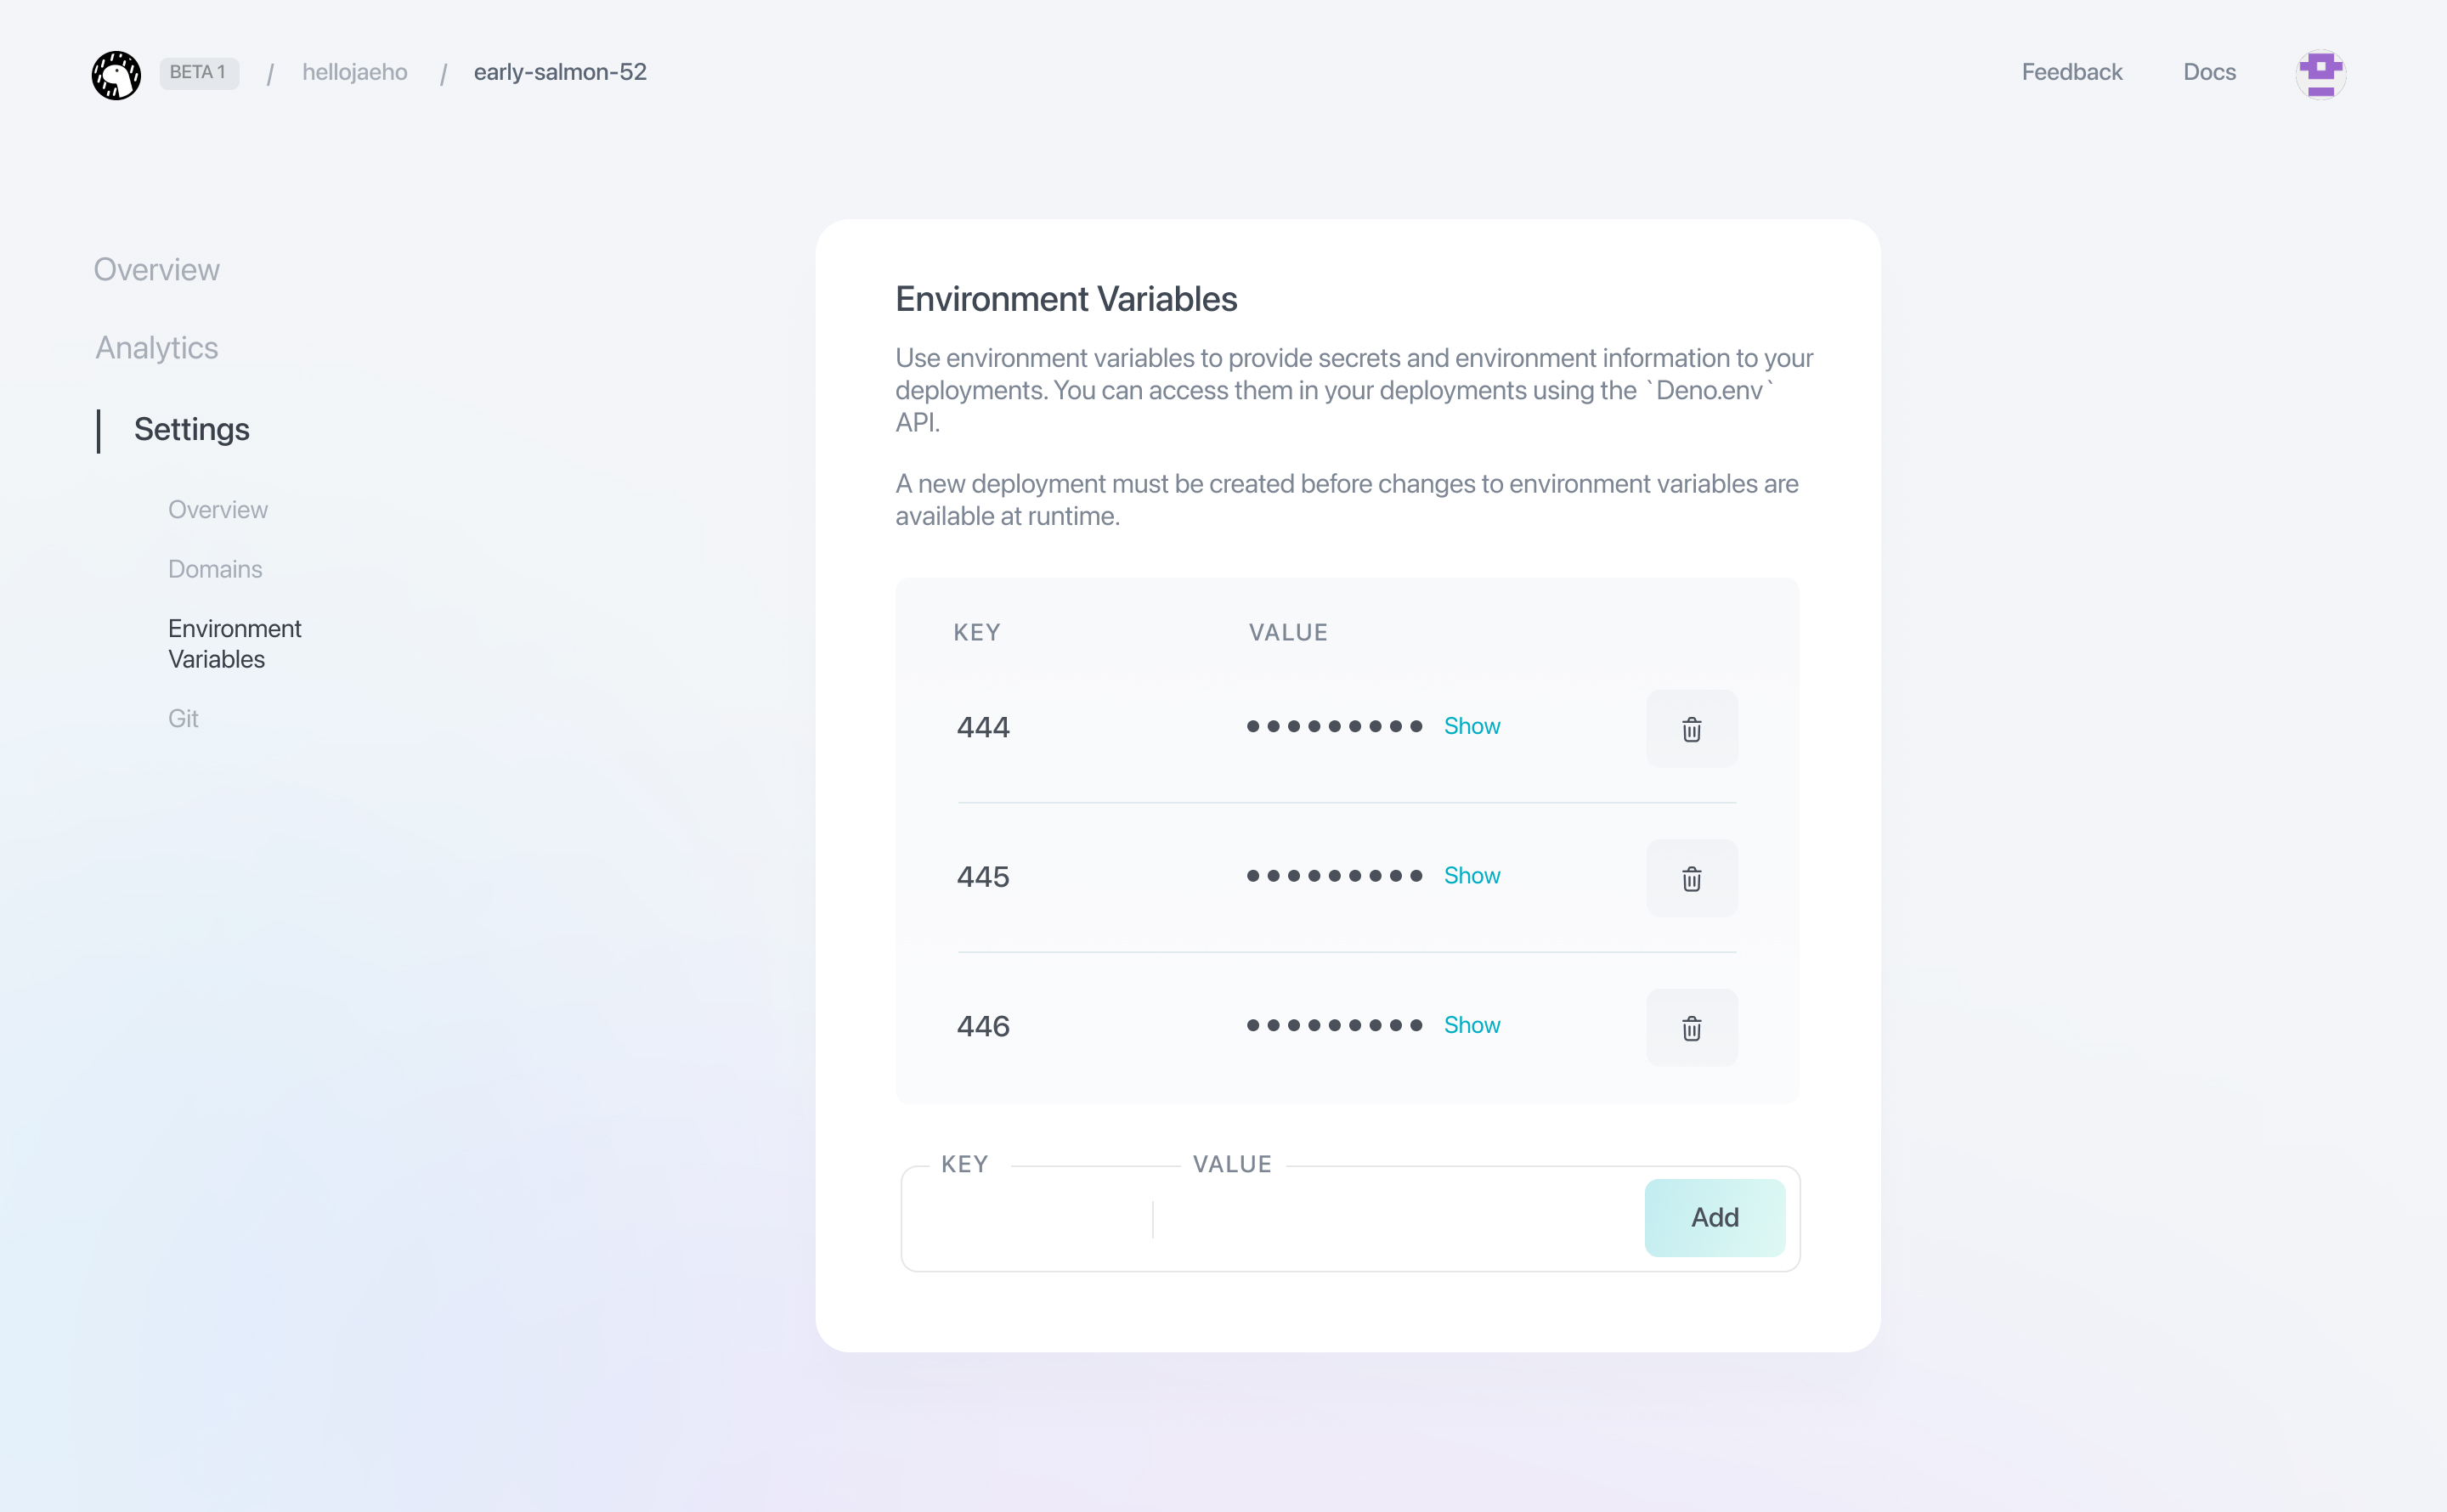 BETA 1 / hellojaeho / early-salmon-52
Feedback Docs
Overview
Analytics
Settings
Overview
Domains
Environment
Variables
Git
Environment Variables
Use environment variables to provide secrets and environment information to your
deployments. You can access them in your deployments using the `Deno.env`
API.
A new deployment must be created before changes to environment variables are
available at runtime.
KEY VALUE
444 ••••••••• Show
445 ••••••••• Show
446 ••••••••• Show
KEY VALUE
Add